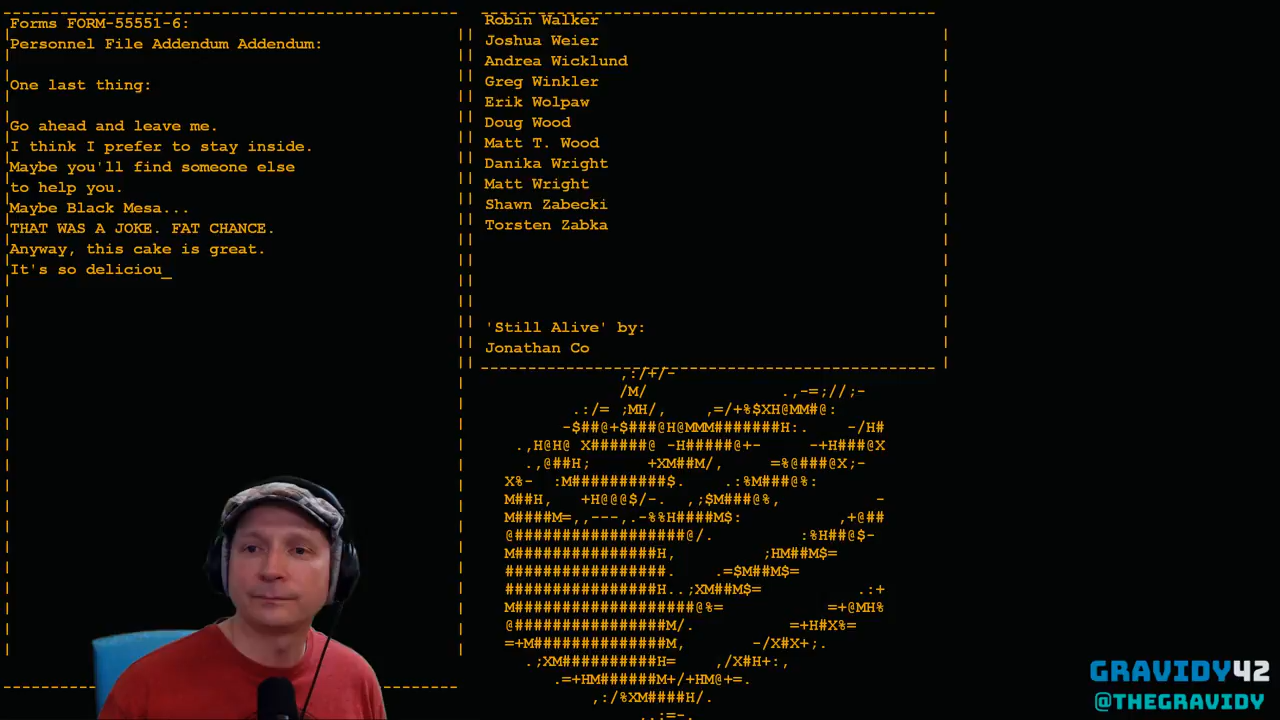 Forms FORM-55551-6:
Personnel File Addendum Addendum:
One last thing:
Go ahead and leave me.
I think I prefer to stay inside.
Maybe you'll find someone else
to help you.
Maybe Black Mesa...
THAT WAS A JOKE. FAT CHANCE.
Anyway, this cake is great.
It's so deliciou_
Robin Walker
Joshua Weier
Andrea Wicklund
Greg Winkler
Erik Wolpaw
Doug Wood
Matt T. Wood
Danika Wright
Matt Wright
Shawn Zabecki
Torsten Zabka
'Still Alive' by:
Jonathan Co
GRAVIDY42
@THEGRAVIDY